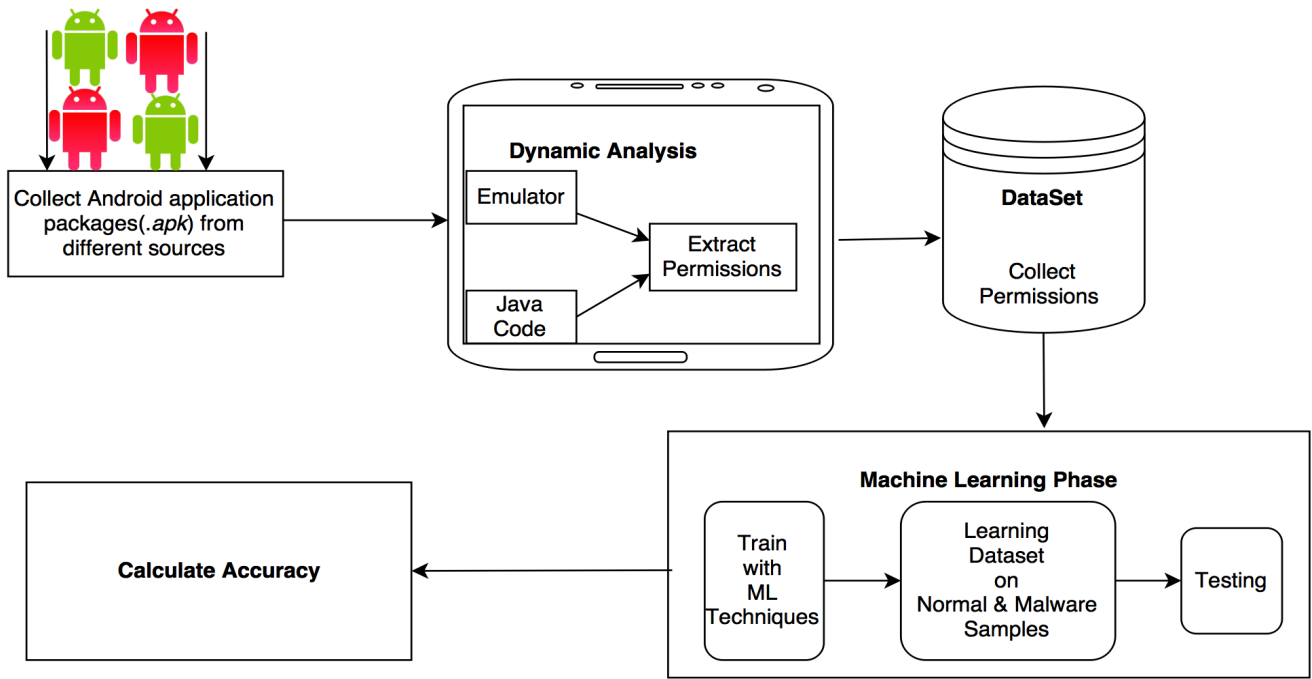 Collect Android application
packages(.apk) from
different sources
Dynamic Analysis
Emulator
Extract
Permissions
Java
Code
DataSet
Collect
Permissions
Machine Learning Phase
Train
with
ML
Techniques
Learning
Dataset
on
Normal & Malware
Samples
Testing
Calculate Accuracy